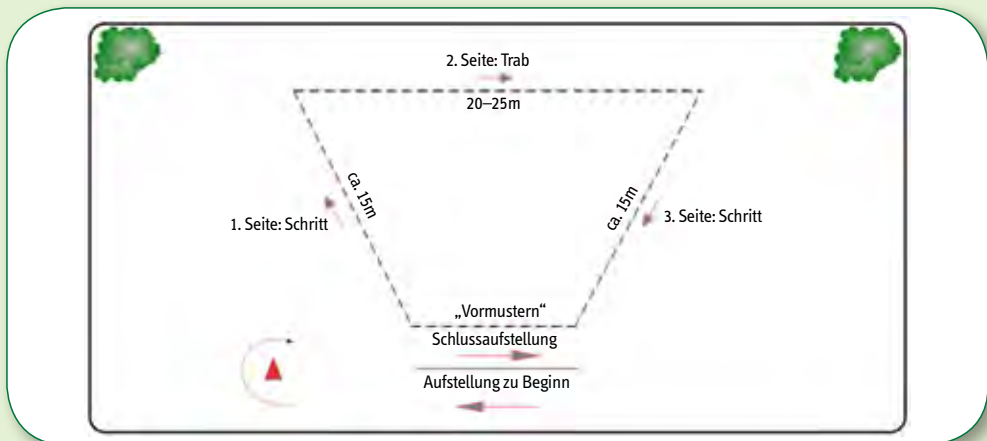 2. Seite: Trab
20–25m
ca. 15m
ca. 15m
1. Seite: Schritt
3. Seite: Schritt
„Vormustern“
Schlussaufstellung
Aufstellung zu Beginn